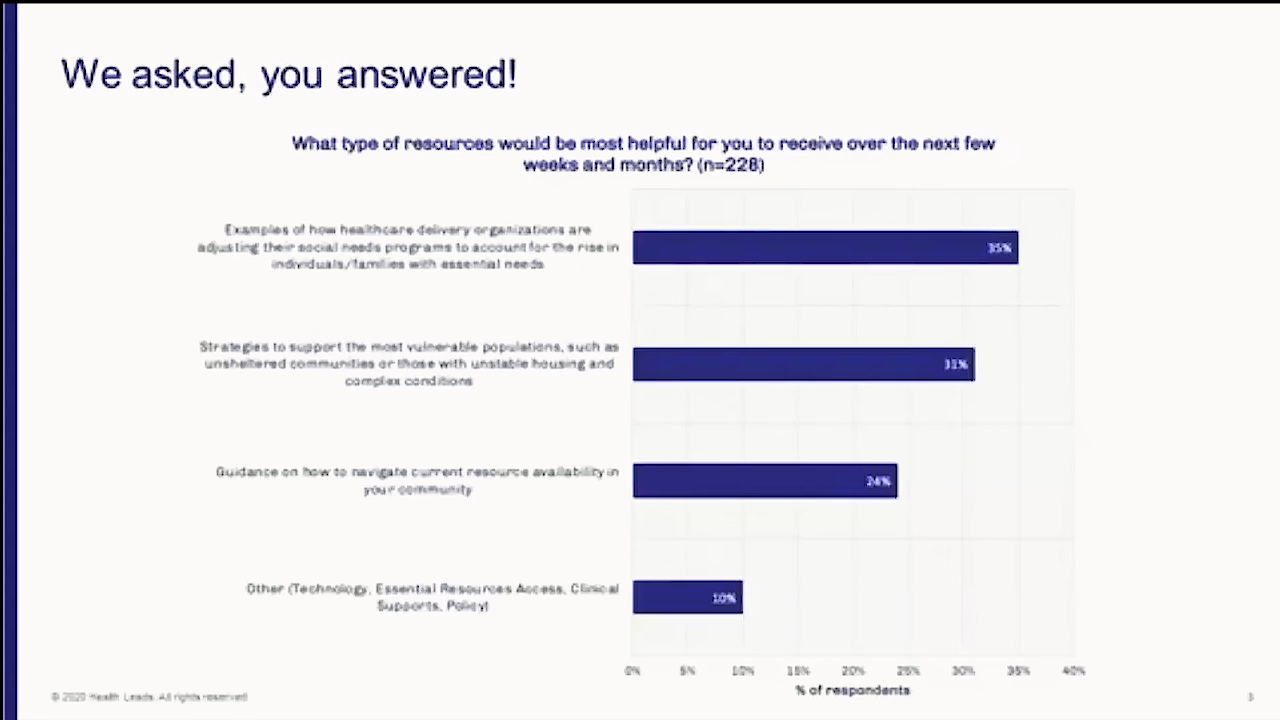 We asked, you answered!
What type of resources would be most helpful for you to receive over the next few
weeks and months? (n=228)
Examples of how healthcare delivery organizations are
adjusting their social needs programs to account for the rise in
individuals/families with essential needs
35%
Strategies to support the most vulnerable populations, such as
unsheltered communities or those with unstable housing and
complex conditions
31%
Guidance on how to navigate current resource availability in
your community
24%
Other (Technology, Essential Resources Access, Clinical
Supports, Policy)
10%
0% 5% 10% 15% 20% 25% 30% 35% 40%
% of respondents
© 2020 Health Leads. All rights reserved
3